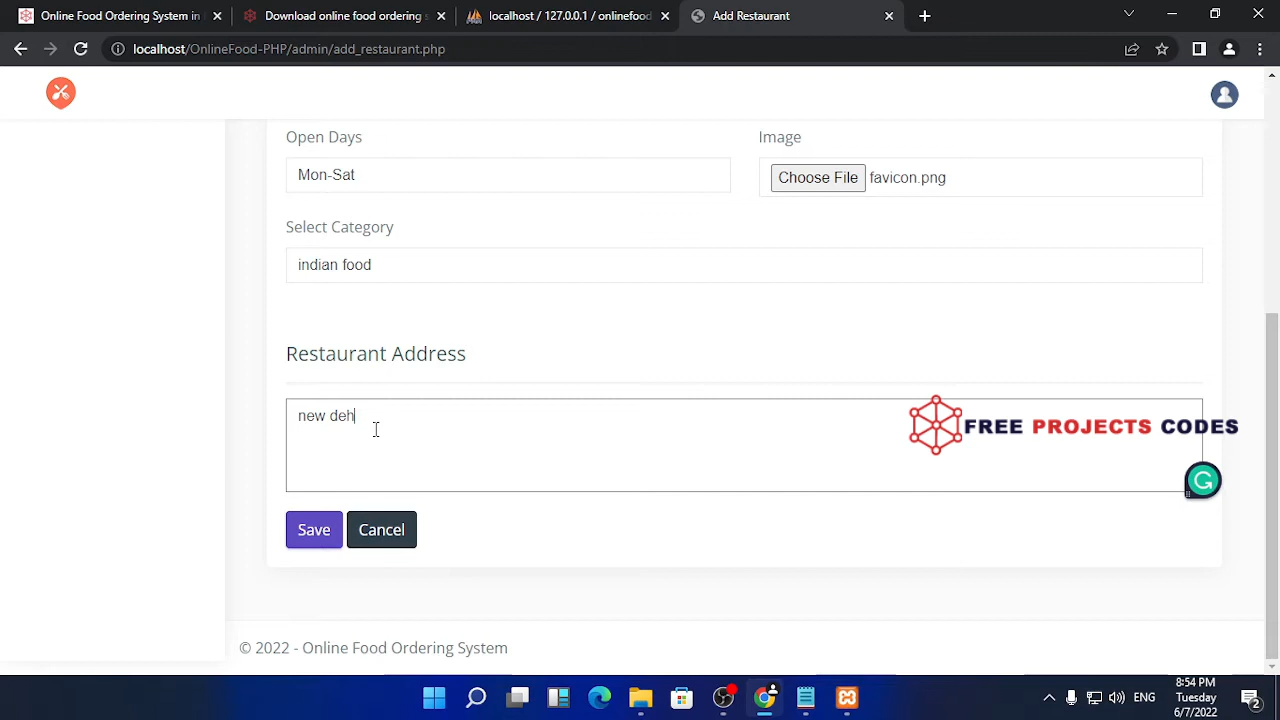 Online Food Ordering System
Download online food ordering s
localhost / 127.0.0.1 / onlinefood
Add Restaurant
localhost/OnlineFood-PHP/admin/add_restaurant.php
Open Days
Image
Mon-Sat
Choose File favicon.png
Select Category
indian food
Restaurant Address
new deh
FREE PROJECTS CODES
Save
Cancel
© 2022 - Online Food Ordering System
8:54 PM
ENG
Tuesday
6/7/2022
2